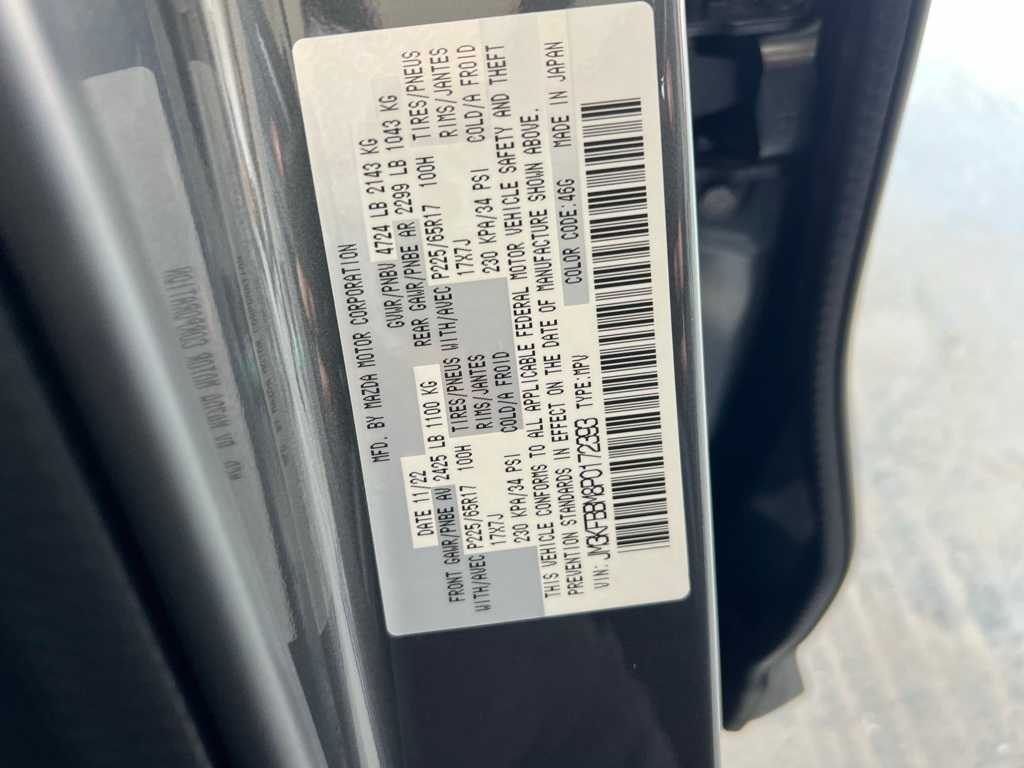 MFD. BY MAZDA MOTOR CORPORATION
DATE 11/22 GVWR/PNBV 4724 LB 2143 KG
FRONT GAWR/PNBE AV 2425 LB 1100 KG REAR GAWR/PNBE AR 2299 LB 1043 KG
WITH/AVEC P225/65R17 100H TIRES/PNEUS WITH/AVEC P225/65R17 100H TIRES/PNEUS
17X7J RIMS/JANTES 17X7J RIMS/JANTES
230 KPA/34 PSI COLD/A FROID 230 KPA/34 PSI COLD/A FROID
THIS VEHICLE CONFORMS TO ALL APPLICABLE FEDERAL MOTOR VEHICLE SAFETY AND THEFT
PREVENTION STANDARDS IN EFFECT ON THE DATE OF MANUFACTURE SHOWN ABOVE.
COLOR CODE:46G MADE IN JAPAN
VIN: JM3KFBBM8P0172393 TYPE:MPV